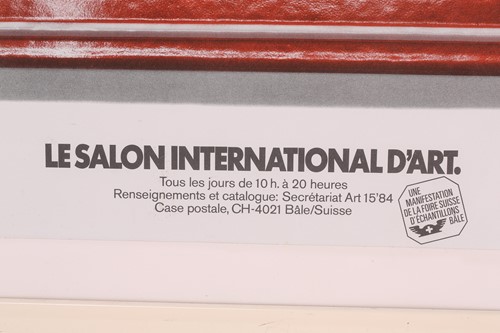 LE SALON INTERNATIONAL D'ART.
Tous les jours de 10 h. à 20 heures
Renseignements et catalogue: Secrétariat Art 15'84
Case postale, CH-4021 Bâle/Suisse
UNE
MANIFESTATION
DE LA FOIRE SUISSE
D'ÉCHANTILLONS
BÂLE